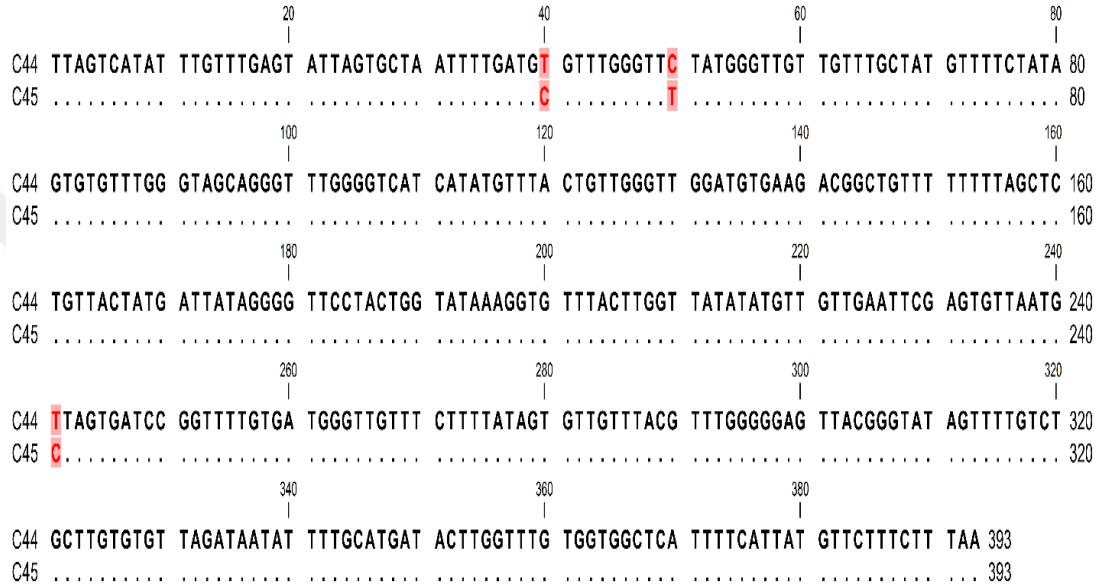 20 40 60 80
C44 TTAGTCATAT TTGTTTGAGT ATTAGTGCTA ATTTTGATGT GTTTGGGTTC TATGGGTTGT TGTTTGCTAT GTTTTCTATA 80
C45 . . . . . . . . . . . . . . . . . . . . . . . . . . . . . . . . . . . . . . . C . . . . . . . . . T . . . . . . . . . . . . . . . . . . . . . . . . . . . . . . 80
100 120 140 160
C44 GTGTGTTTGG GTAGCAGGGT TTGGGGTCAT CATATGTTTA CTGTTGGGTT GGATGTGAAG ACGGCTGTTT TTTTTAGCTC 160
C45 . . . . . . . . . . . . . . . . . . . . . . . . . . . . . . . . . . . . . . . . . . . . . . . . . . . . . . . . . . . . . . . . . . . . . . . . . . . . . . . . 160
180 200 220 240
C44 TGTTACTATG ATTATAGGGG TTCCTACTGG TATAAAGGTG TTTACTTGGT TATATATGTT GTTGAATTCG AGTGTTAATG 240
C45 . . . . . . . . . . . . . . . . . . . . . . . . . . . . . . . . . . . . . . . . . . . . . . . . . . . . . . . . . . . . . . . . . . . . . . . . . . . . . . . . 240
260 280 300 320
C44 TTAGTGATCC GGTTTTGTGA TGGGTTGTTT CTTTTATAGT GTTGTTTACG TTTGGGGGAG TTACGGGTAT AGTTTTGTCT 320
C45 C . . . . . . . . . . . . . . . . . . . . . . . . . . . . . . . . . . . . . . . . . . . . . . . . . . . . . . . . . . . . . . . . . . . . . . . . . . . . . . . 320
340 360 380
C44 GCTTGTGTGT TAGATAATAT TTTGCATGAT ACTTGGTTTG TGGTGGCTCA TTTTCATTAT GTTCTTTCTT TAA 393
C45 . . . . . . . . . . . . . . . . . . . . . . . . . . . . . . . . . . . . . . . . . . . . . . . . . . . . . . . . . . . . . . . . . . . . . . . . . 393